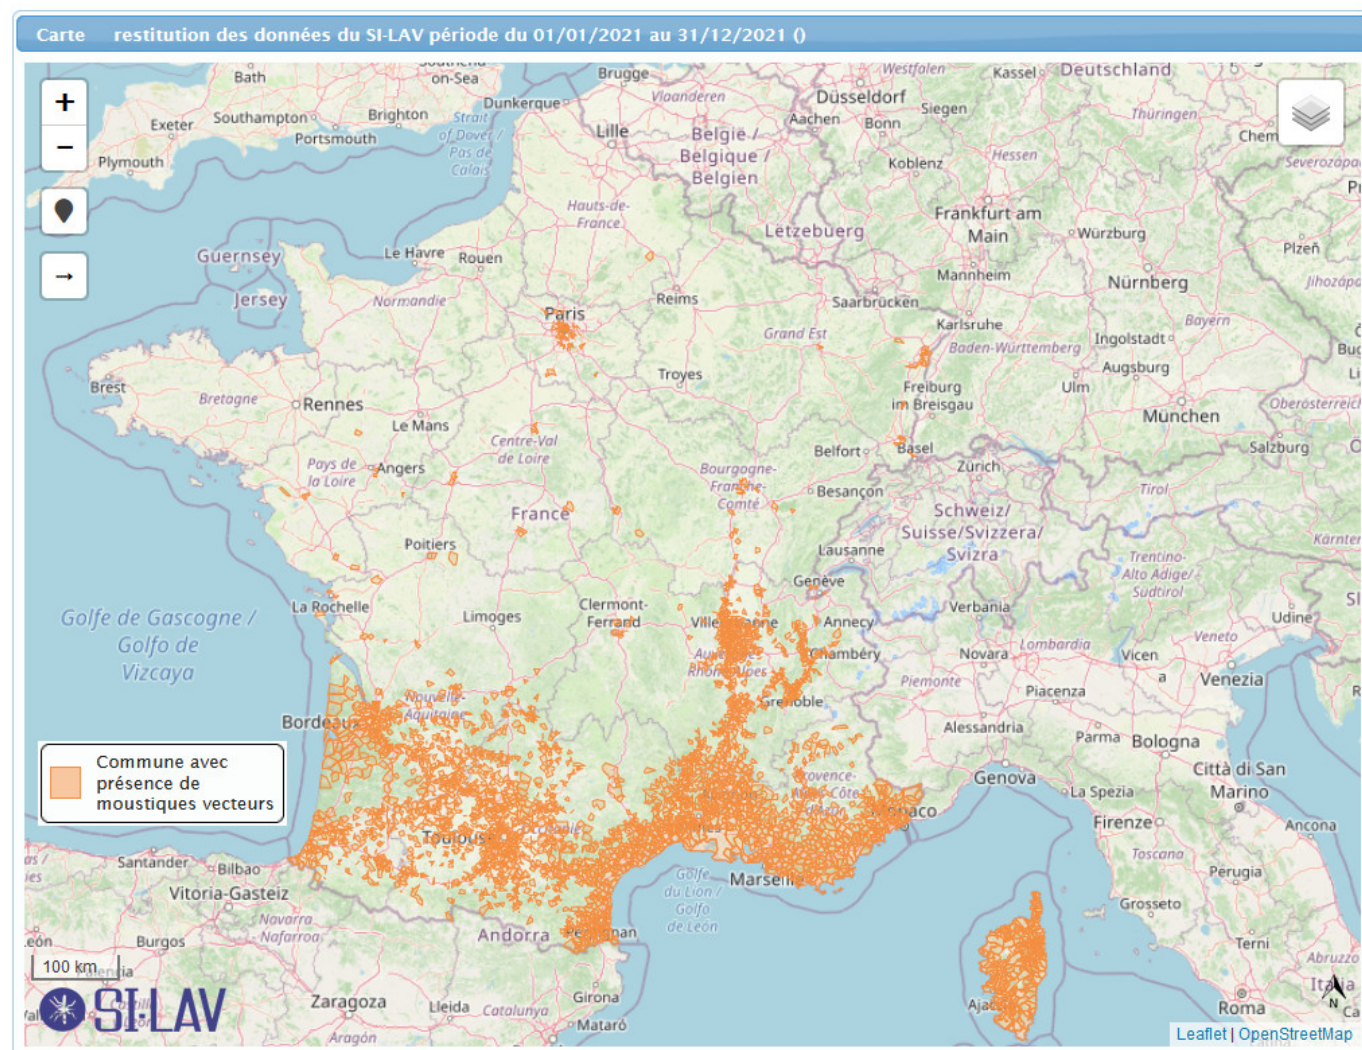 Carte restitution des données du SI-LAV période du 01/01/2021 au 31/12/2021 ()
+
−
→
Bath
on-Sea
Brugge
Westfalen
Kassel
Deutschland
Dunkerque
Vlaanderen
Düsseldorf
Siegen
Thüringen
Exeter
Southampton
Brighton
Strait
of Dover /
Pas de
Calais
Portsmouth
Plymouth
Lille
België /
Belgique /
Belgien
Aachen
Bonn
Chem
Koblenz
Hessen
Severozápa
Hauts-de-
France
Lëtzebuerg
Frankfurt am
Main
Würzburg
Plzeň
Guernsey
Le Havre
Rouen
Mannheim
Nürnberg
Jihozápa
Jersey
Normandie
Reims
Saarbrücken
Paris
Grand Est
Karlsruhe
Bayern
Baden-Württemberg
Ingolstadt
Brest
Bretagne
Rennes
Troyes
Freiburg
im Breisgau
Ulm
Augsburg
München
Oberösterreich
Le Mans
Centre-Val
de Loire
Belfort
Basel
Salzburg
Pays de
la Loire
Angers
Bourgogne-
Franche-
Comté
Besançon
Zürich
Tirol
France
Schweiz/
Suisse/Svizzera/
Svizra
Kärnten
Poitiers
Lausanne
Trentino-
Alto Adige/
Südtirol
Genève
La Rochelle
Limoges
Clermont-
Ferrand
Annecy
Verbania
Udine
Golfe de Gascogne /
Golfo de
Vizcaya
Chambéry
Novara
Lombardia
Vicen
a
Veneto
Venezia
Piemonte
Piacenza
Nouvelle-
Aquitaine
Bordeaux
Grenoble
Alessandria
Parma
Bologna
Commune avec
présence de
moustiques vecteurs
Genova
La Spezia
Città di San
Marino
Monaco
Firenze
Ancona
Toulouse
Toscana
Santander
Bilbao
Vitoria-Gasteiz
Golfe
du Lion /
Golfo
de León
Marseille
Perugia
Navarra
- Nafarroa
Andorra
Perpignan
Grosseto
Burgos
Terni
100 km
Abruzzo
SI-LAV
Zaragoza
Lleida
Catalunya
Girona
Mataró
Aragón
Roma
N
Leaflet | OpenStreetMap